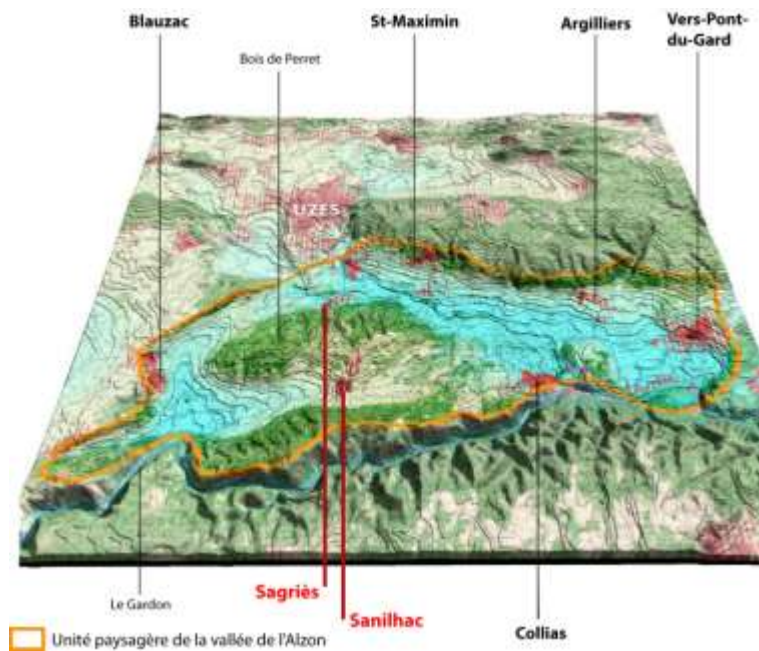 Blauzac
St-Maximin
Argilliers
Vers-Pont-
du-Gard
Bois de Perret
UZES
Sagriès
Le Gardon
Sanilhac
Collias
Unité paysagère de la vallée de l'Alzon